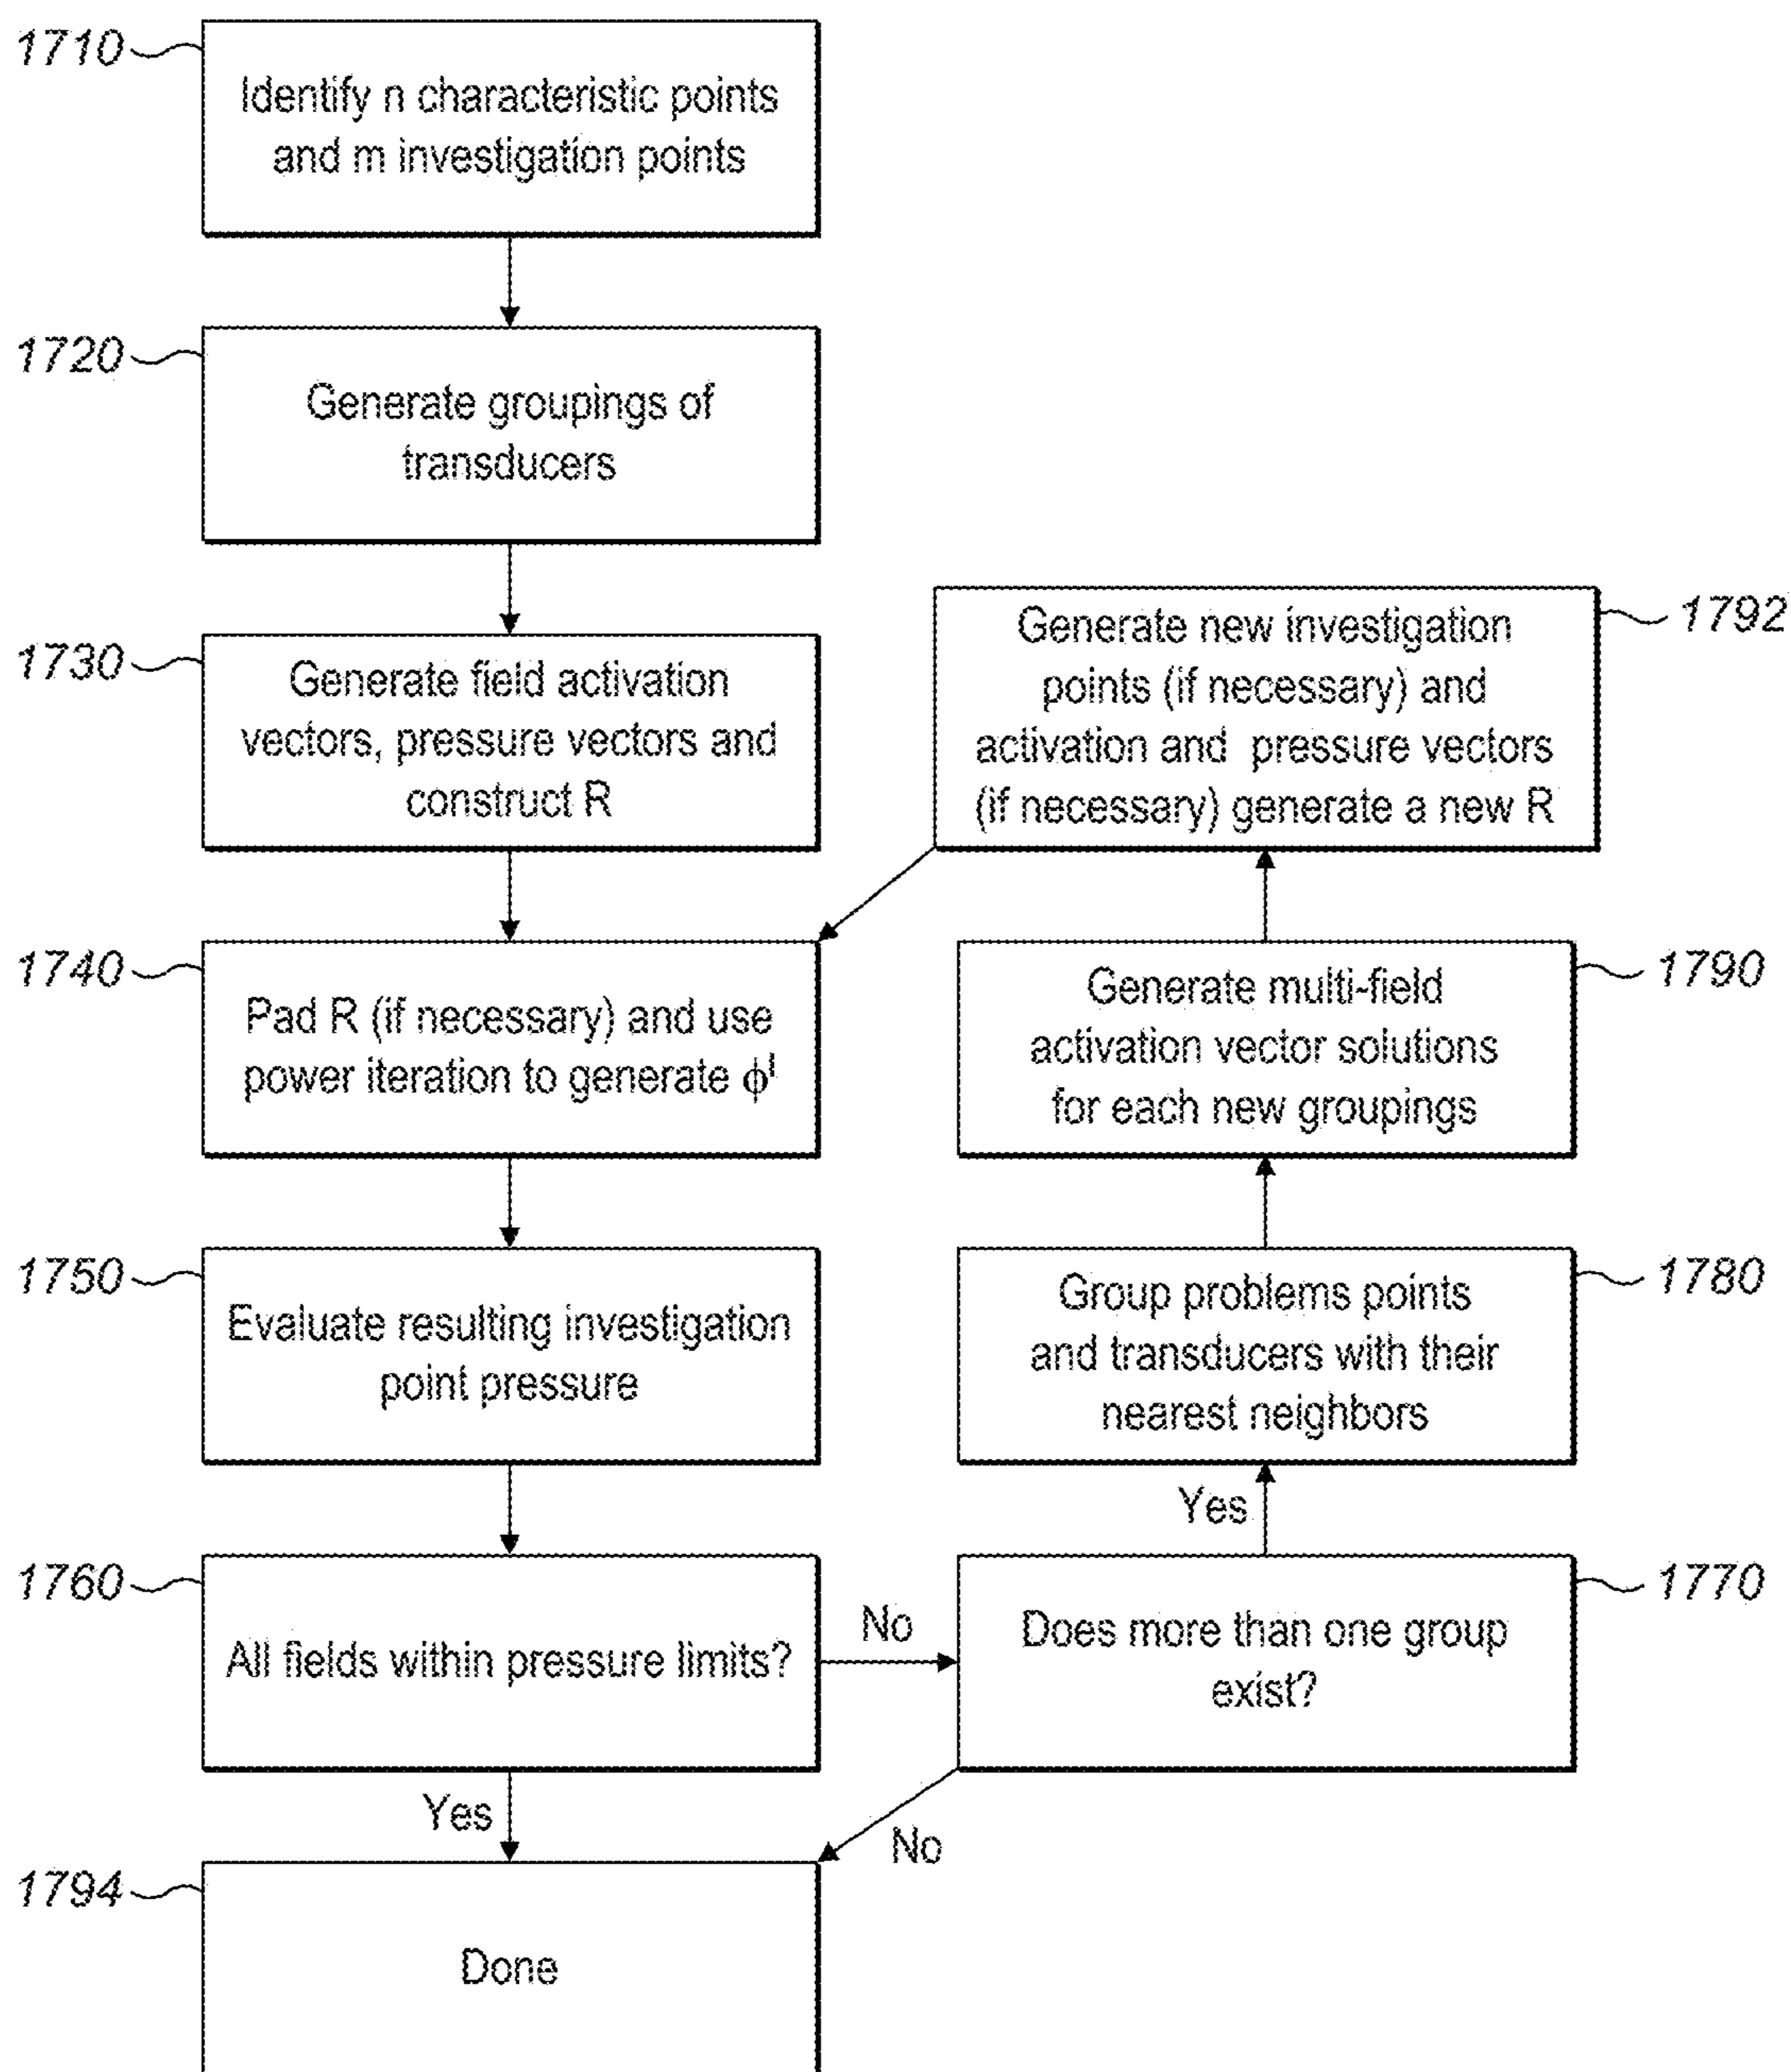 1710
Identify n characteristic points
and m investigation points
1720
Generate groupings of
transducers
1730
Generate field activation
vectors, pressure vectors and
construct R
1792
Generate new investigation
points (if necessary) and
activation and pressure vectors
(if necessary) generate a new R
1740
Pad R (if necessary) and use
power iteration to generate ϕᴵ
1790
Generate multi-field
activation vector solutions
for each new groupings
1750
Evaluate resulting investigation
point pressure
1780
Group problems points
and transducers with their
nearest neighbors
Yes
1760
All fields within pressure limits?
No
1770
Does more than one group
exist?
Yes
No
1794
Done